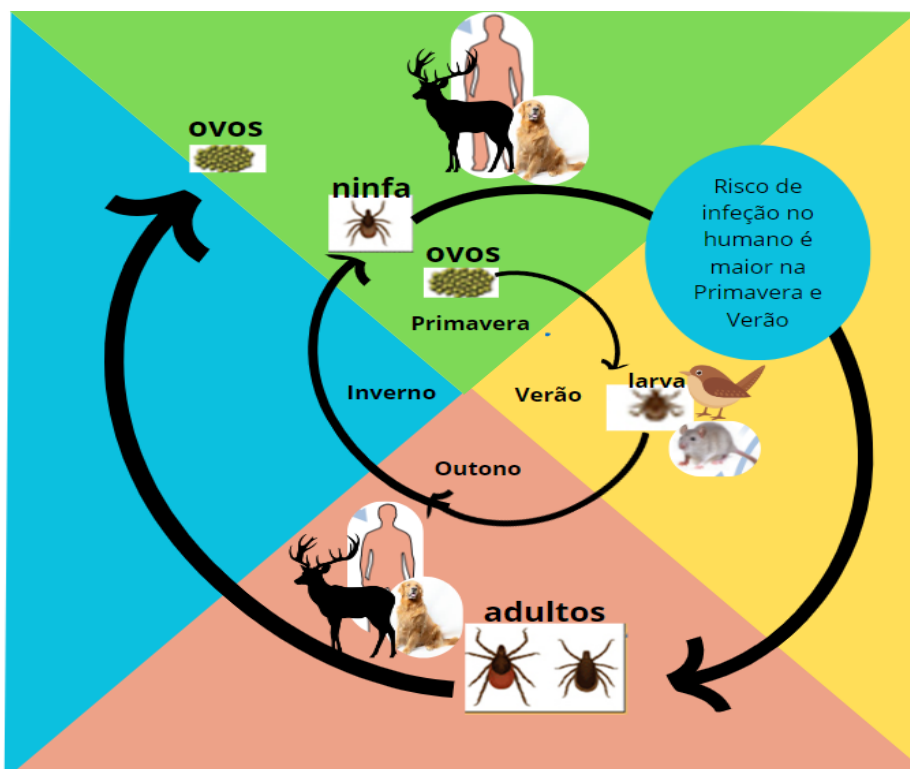 ovos
ninfa
ovos
Primavera
Risco de
infeção no
humano é
maior na
Primavera e
Verão
Inverno
Verão
larva
Outono
adultos